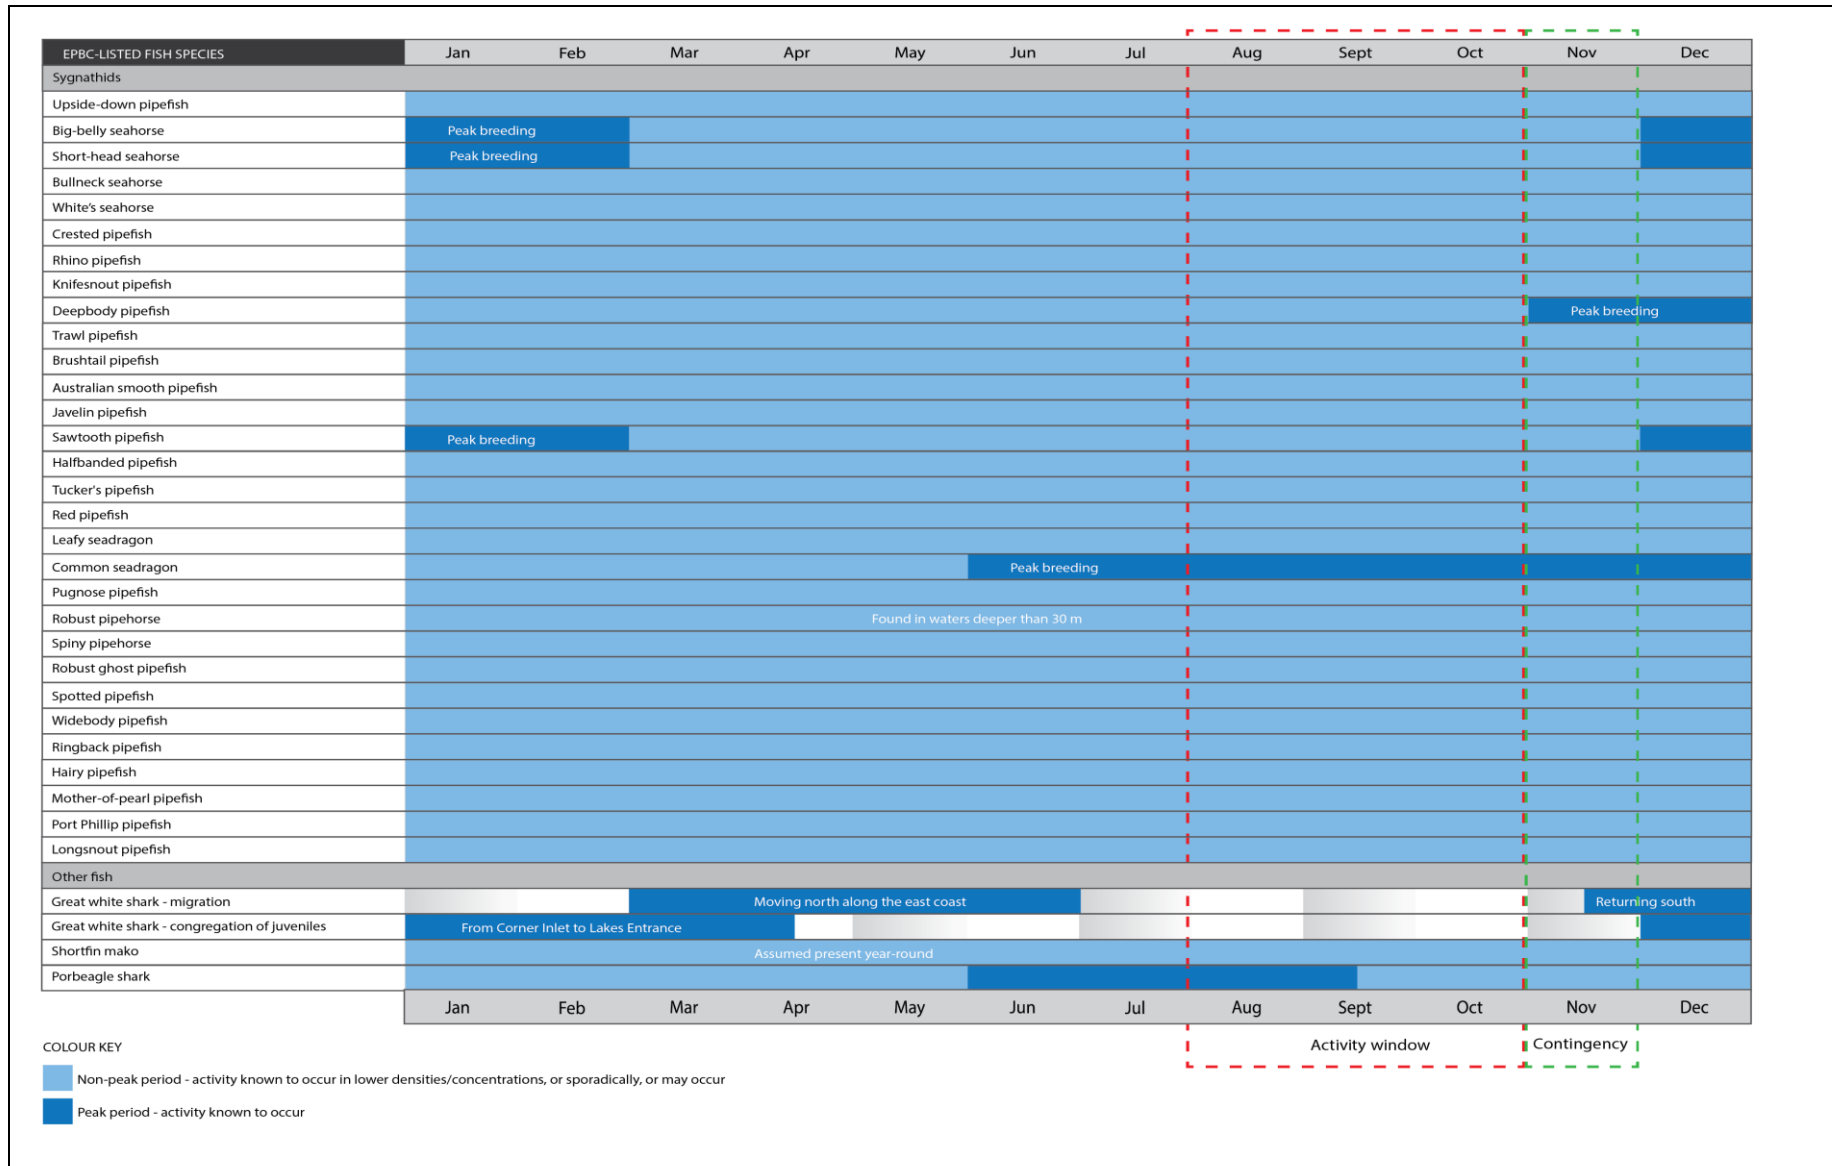 EPBC-LISTED FISH SPECIES Jan Feb Mar Apr May Jun Jul Aug Sept Oct Nov Dec
Sygnathids
Upside-down pipefish
Big-belly seahorse Peak breeding
Short-head seahorse Peak breeding
Bullneck seahorse
White's seahorse
Crested pipefish
Rhino pipefish
Knifesnout pipefish
Deepbody pipefish Peak breeding
Trawl pipefish
Brushtail pipefish
Australian smooth pipefish
Javelin pipefish
Sawtooth pipefish Peak breeding
Halfbanded pipefish
Tucker's pipefish
Red pipefish
Leafy seadragon
Common seadragon Peak breeding
Pugnose pipefish
Robust pipehorse Found in waters deeper than 30 m
Spiny pipehorse
Robust ghost pipefish
Spotted pipefish
Widebody pipefish
Ringback pipefish
Hairy pipefish
Mother-of-pearl pipefish
Port Phillip pipefish
Longsnout pipefish
Other fish
Great white shark - migration Moving north along the east coast Returning south
Great white shark - congregation of juveniles From Corner Inlet to Lakes Entrance
Shortfin mako Assumed present year-round
Porbeagle shark
Jan Feb Mar Apr May Jun Jul Aug Sept Oct Nov Dec
COLOUR KEY Activity window Contingency
Non-peak period - activity known to occur in lower densities/concentrations, or sporadically, or may occur
Peak period - activity known to occur